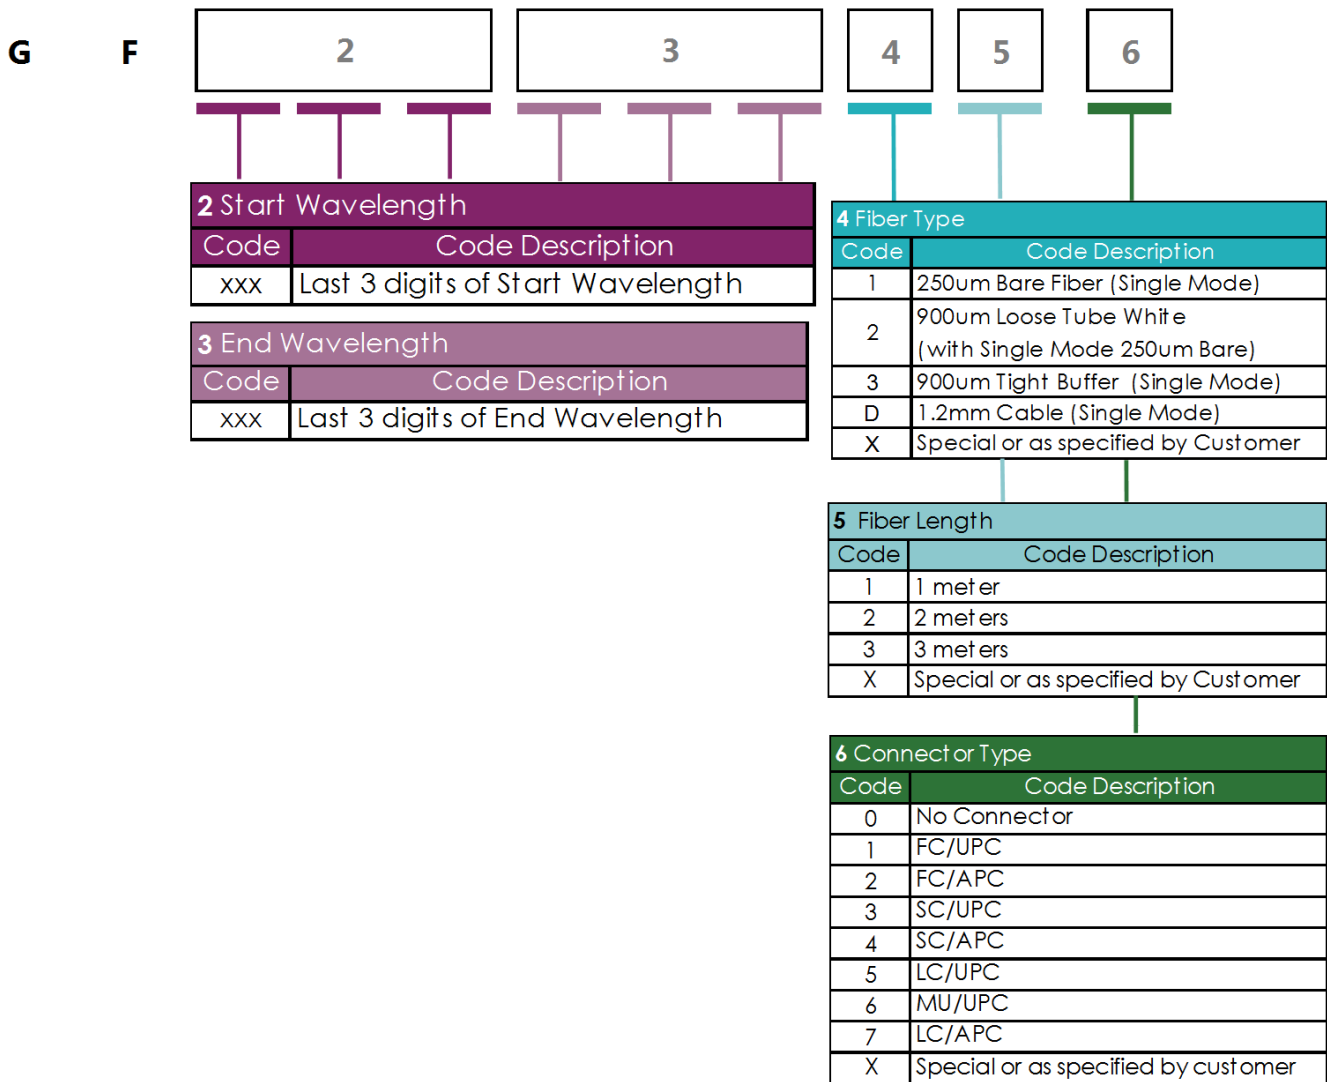 G F 2 3 4 5 6
2 Start Wavelength
Code Code Description
xxx Last 3 digits of Start Wavelength
3 End Wavelength
Code Code Description
xxx Last 3 digits of End Wavelength
4 Fiber Type
Code Code Description
1 250um Bare Fiber (Single Mode)
2 900um Loose Tube White
(with Single Mode 250um Bare)
3 900um Tight Buffer (Single Mode)
D 1.2mm Cable (Single Mode)
X Special or as specified by Customer
5 Fiber Length
Code Code Description
1 1 meter
2 2 meters
3 3 meters
X Special or as specified by Customer
6 Connector Type
Code Code Description
0 No Connector
1 FC/UPC
2 FC/APC
3 SC/UPC
4 SC/APC
5 LC/UPC
6 MU/UPC
7 LC/APC
X Special or as specified by customer